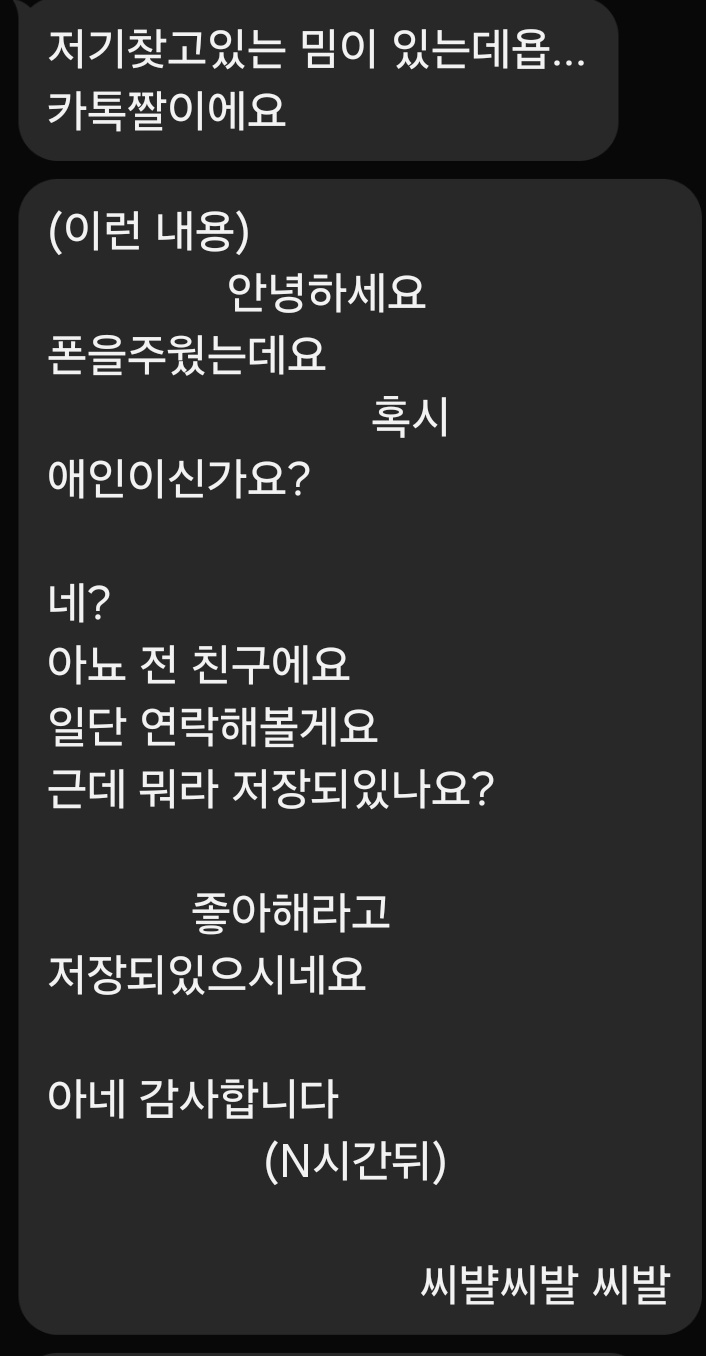 저기찾고있는 밈이 있는데욥...
카톡짤이에요
(이런 내용)
안녕하세요
폰을주웠는데요
혹시
애인이신가요?
네?
아뇨 전 친구에요
일단 연락해볼게요
근데 뭐라 저장되있나요?
좋아해라고
저장되있으시네요
아네 감사합니다
(N시간뒤)
씨뱔씨발 씨발